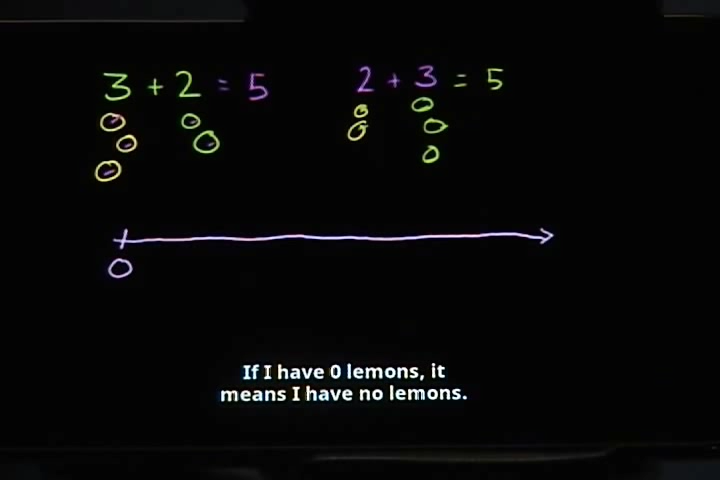 3 + 2 = 5
2 + 3 = 5
0
If I have 0 lemons, it
means I have no lemons.